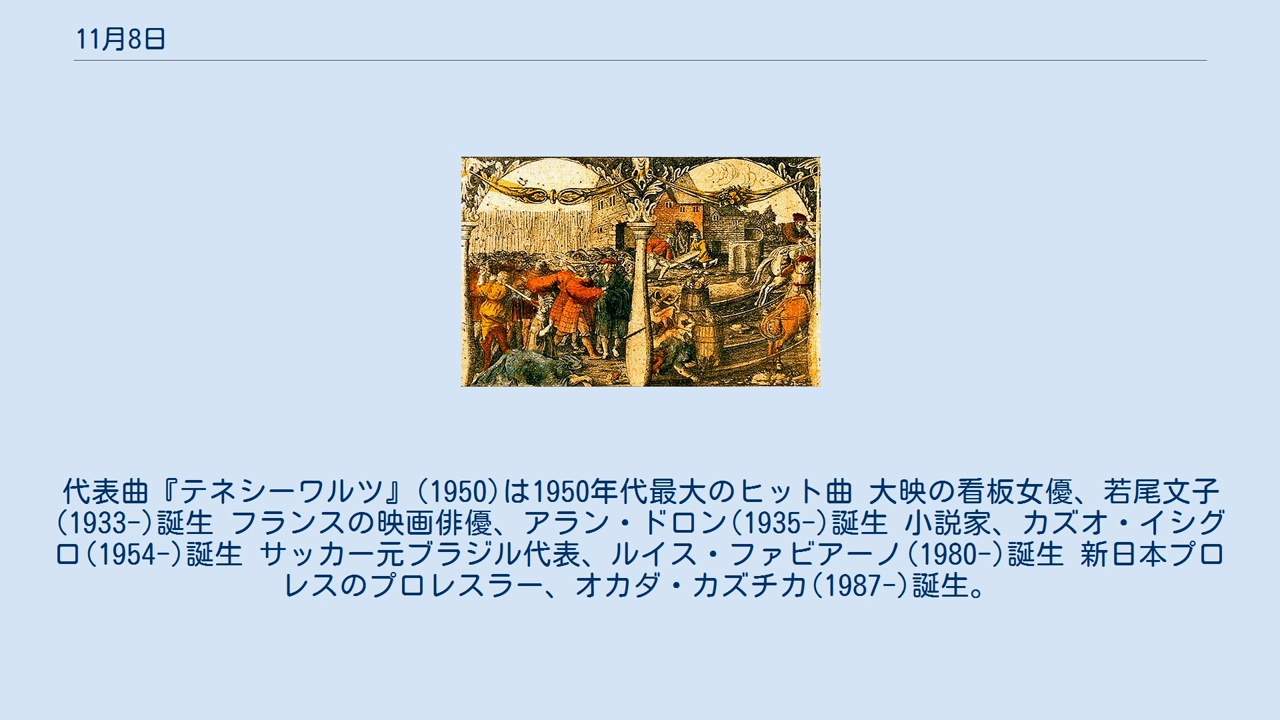 11月8日
代表曲『テネシーワルツ』(1950)は1950年代最大のヒット曲 大映の看板女優、若尾文子
(1933-)誕生 フランスの映画俳優、アラン・ドロン(1935-)誕生 小説家、カズオ・イシグ
ロ(1954-)誕生 サッカー元ブラジル代表、ルイス・ファビアーノ(1980-)誕生 新日本プロ
レスのプロレスラー、オカダ・カズチカ(1987-)誕生。